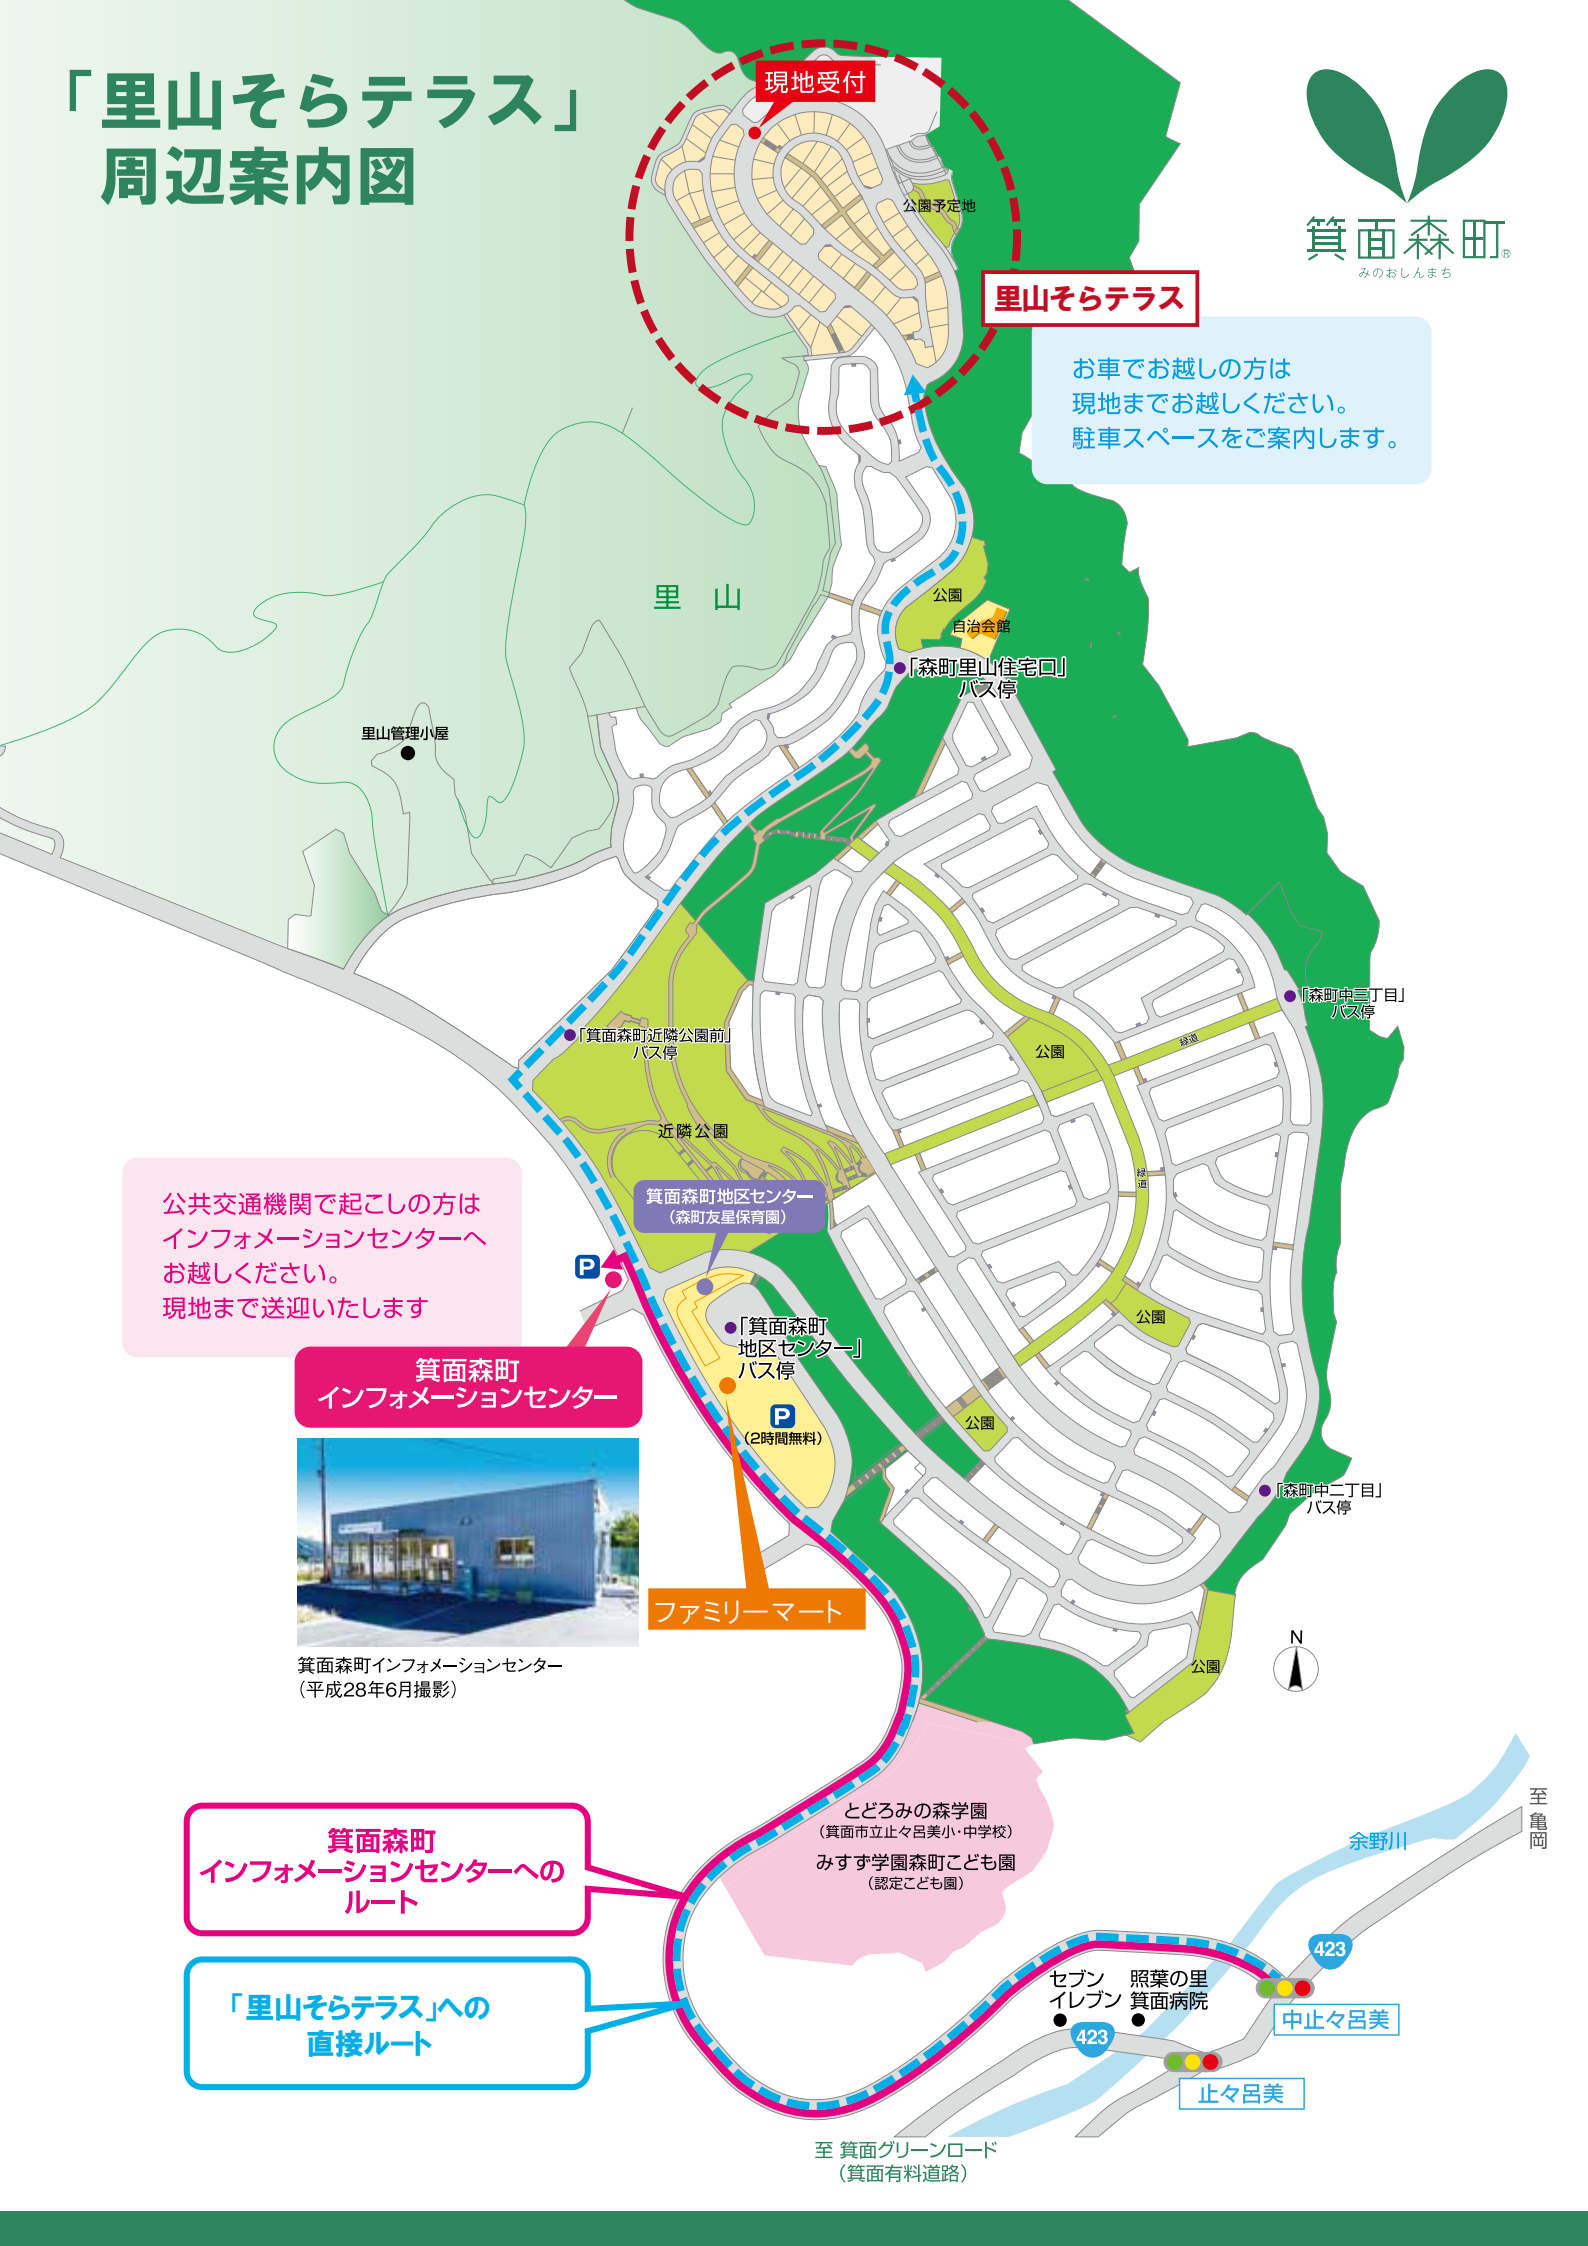 「里山そらテラス」
周辺案内図
現地受付
公園予定地
箕面森町®
みのおしんまち
里山そらテラス
お車でお越しの方は
現地までお越しください。
駐車スペースをご案内します。
里 山
公園
自治会館
「森町里山住宅口」
バス停
里山管理小屋
「森町中三丁目」
バス停
「箕面森町近隣公園前」
バス停
公園
緑道
近隣公園
緑道
公共交通機関で起こしの方は
インフォメーションセンターへ
お越しください。
現地まで送迎いたします
箕面森町地区センター
(森町友星保育園)
P
「箕面森町
地区センター」
バス停
公園
箕面森町
インフォメーションセンター
P
(2時間無料)
公園
「森町中二丁目」
バス停
ファミリーマート
箕面森町インフォメーションセンター
(平成28年6月撮影)
N
公園
とどろみの森学園
(箕面市立止々呂美小・中学校)
みすず学園森町こども園
(認定こども園)
至 亀岡
余野川
箕面森町
インフォメーションセンターへの
ルート
「里山そらテラス」への
直接ルート
423
セブン
イレブン
照葉の里
箕面病院
中止々呂美
423
止々呂美
至 箕面グリーンロード
(箕面有料道路)